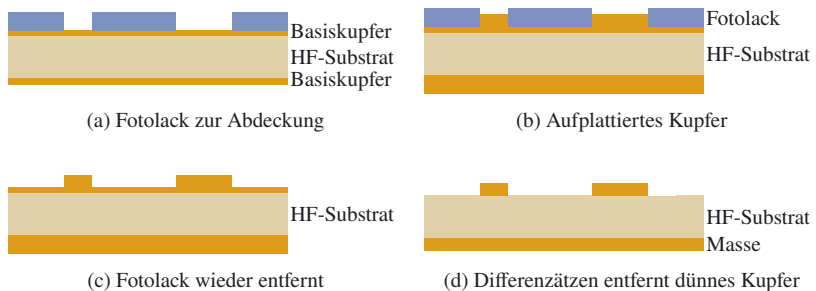 Basiskupfer
HF-Substrat
Basiskupfer
(a) Fotolack zur Abdeckung
Fotolack
HF-Substrat
(b) Aufplattiertes Kupfer
HF-Substrat
(c) Fotolack wieder entfernt
HF-Substrat
Masse
(d) Differenzätzen entfernt dünnes Kupfer